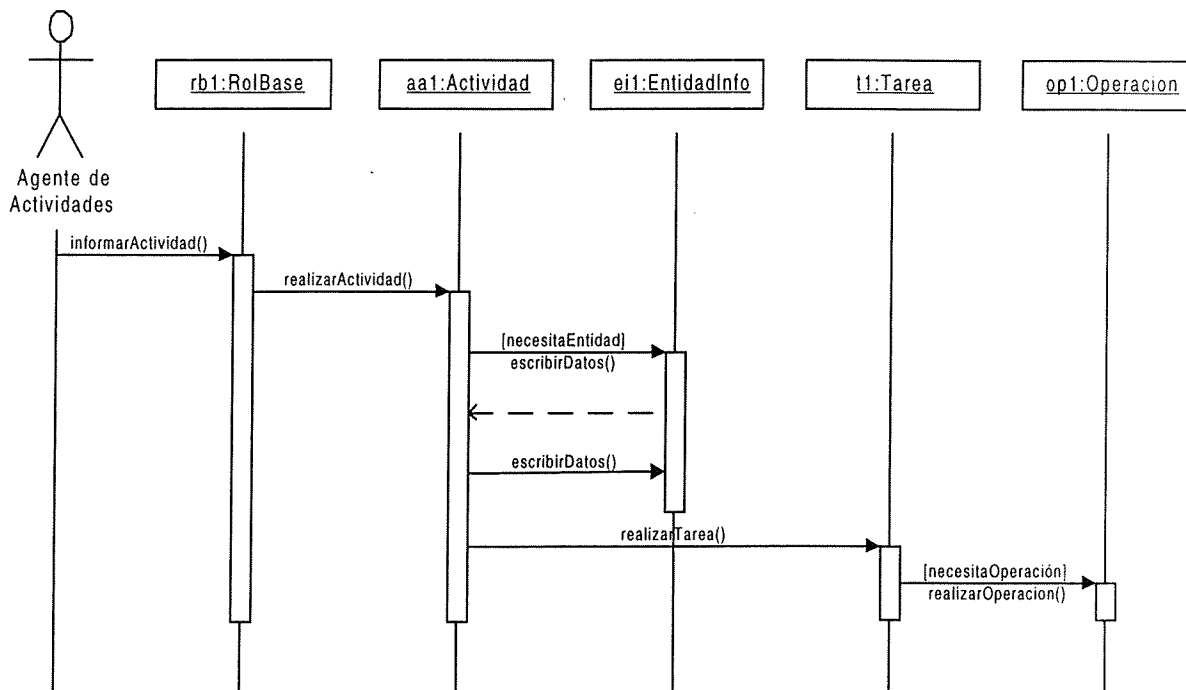 rb1:RolBase
aa1:Actividad
ei1:EntidadInfo
t1:Tarea
op1:Operacion
Agente de
Actividades
informarActividad()
realizarActividad()
[necesitaEntidad]
escribirDatos()
escribirDatos()
realizarTarea()
[necesitaOperación]
realizarOperacion()